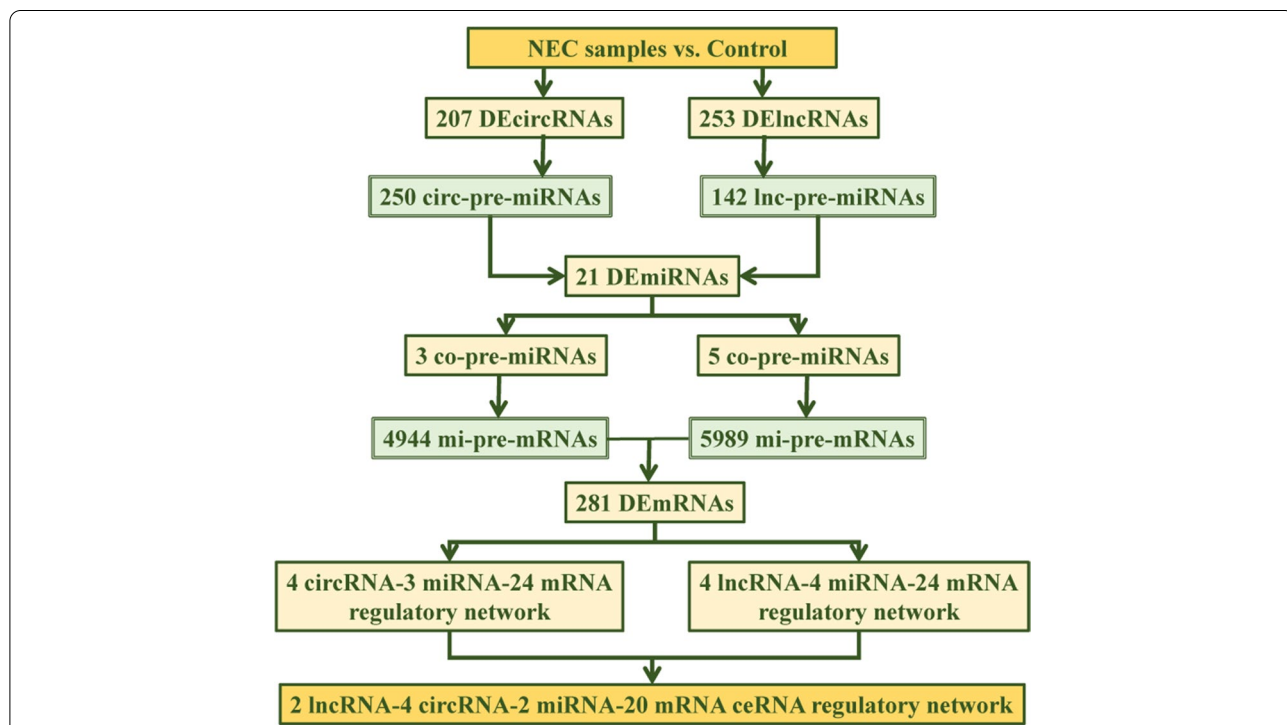 NEC samples vs. Control
207 DEcircRNAs
253 DElncRNAs
250 circ-pre-miRNAs
142 lnc-pre-miRNAs
21 DEmiRNAs
3 co-pre-miRNAs
5 co-pre-miRNAs
4944 mi-pre-mRNAs
5989 mi-pre-mRNAs
281 DEmRNAs
4 circRNA-3 miRNA-24 mRNA
regulatory network
4 lncRNA-4 miRNA-24 mRNA
regulatory network
2 lncRNA-4 circRNA-2 miRNA-20 mRNA ceRNA regulatory network